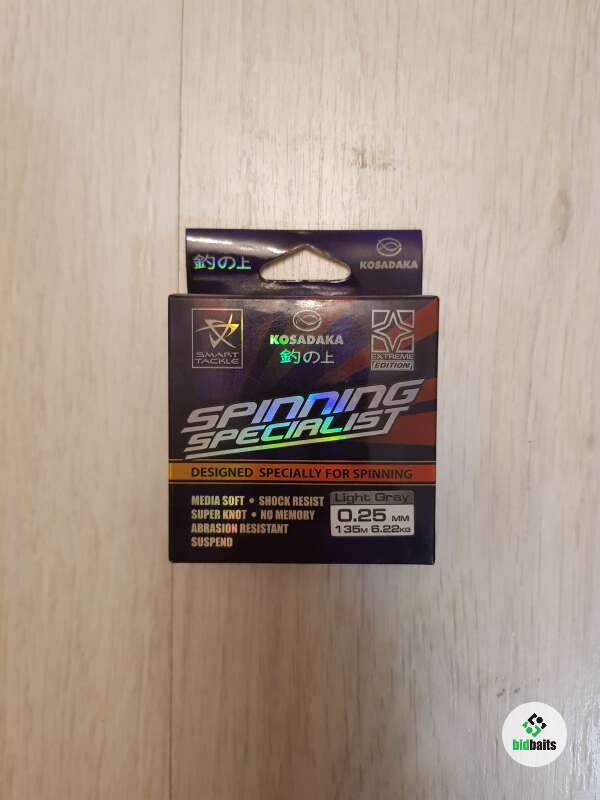 釣の上
KOSADAKA
SMART
TACKLE
KOSADAKA
釣の上
EXTREME
EDITION
SPINNING
SPECIALIST
DESIGNED SPECIALLY FOR SPINNING
MEDIA SOFT • SHOCK RESIST
SUPER KNOT • NO MEMORY
ABRASION RESISTANT
SUSPEND
Light Gray
0.25 MM
135M 6.22KG
bidbaits